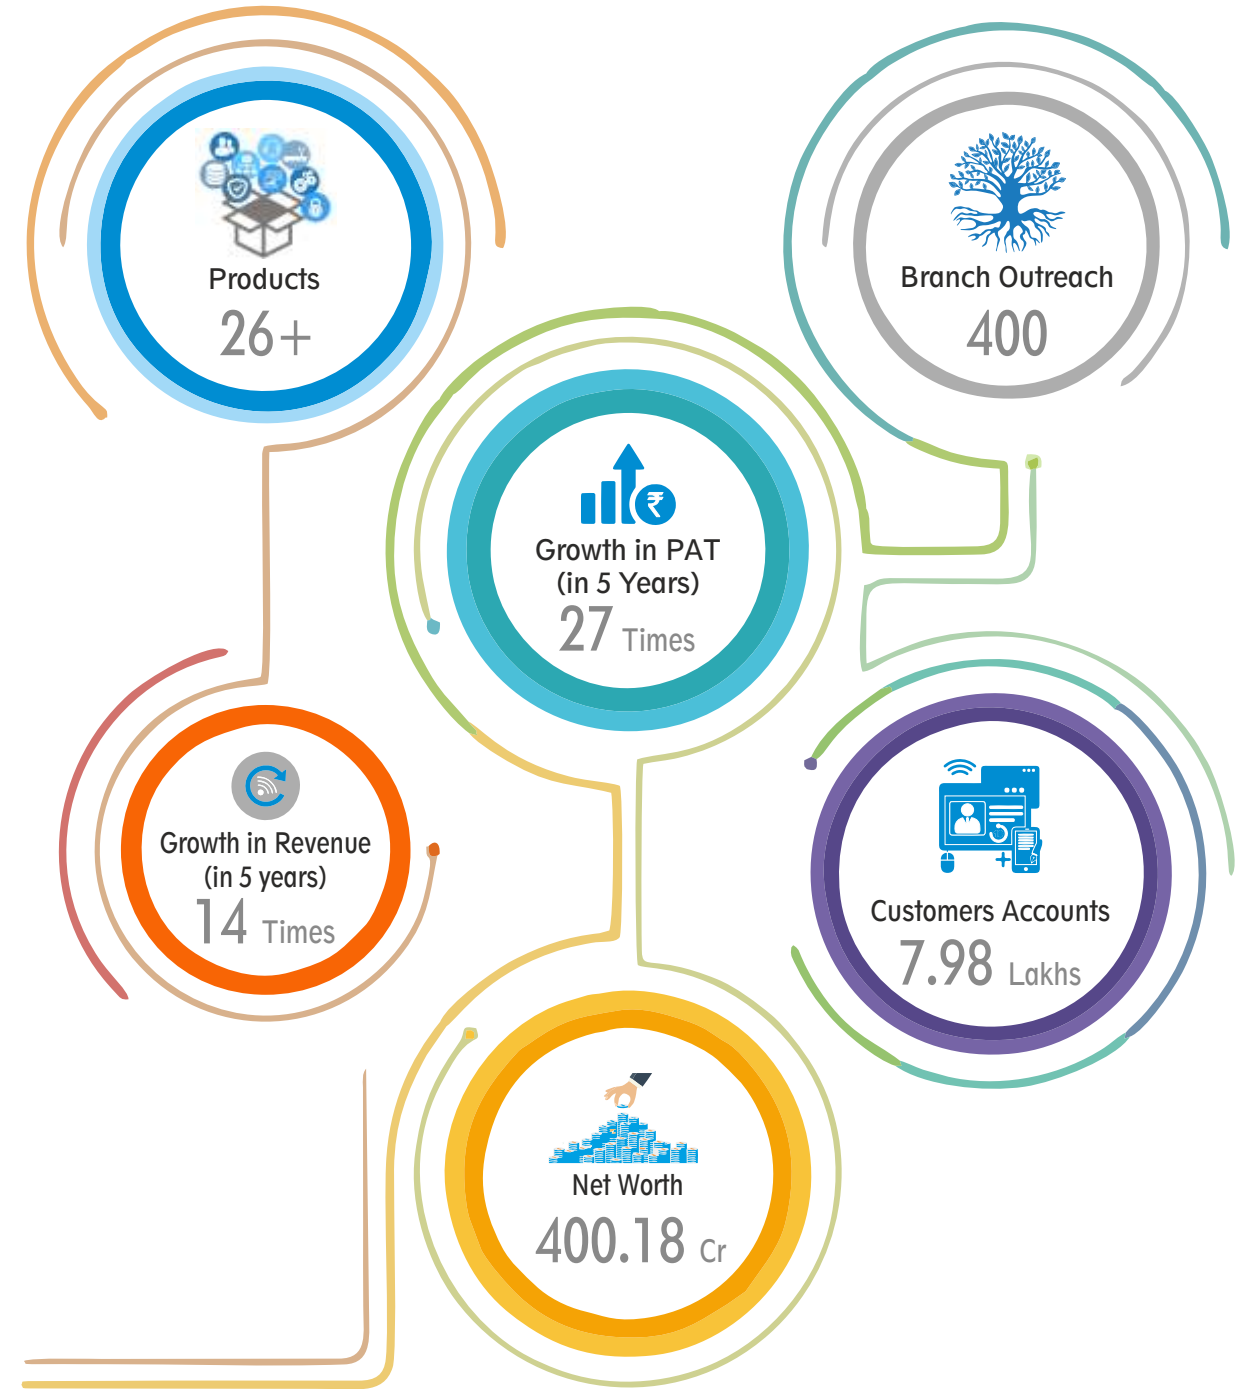 Products
26+
Branch Outreach
400
Growth in PAT
(in 5 Years)
27 Times
Growth in Revenue
(in 5 years)
14 Times
Customers Accounts
7.98 Lakhs
Net Worth
400.18 Cr